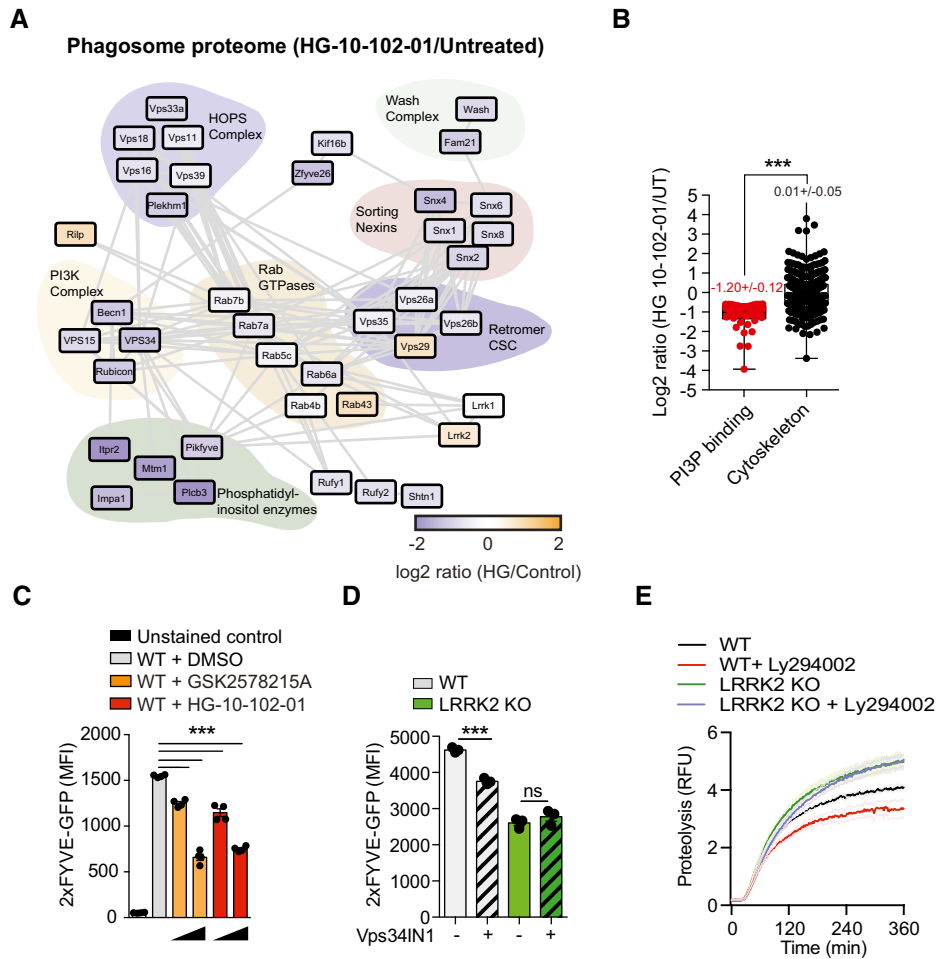 A
Phagosome proteome (HG-10-102-01/Untreated)
Vps33a
HOPS
Complex
Vps18
Vps11
Vps16
Vps39
Plekhm1
Kif16b
Zfyve26
Wash
Complex
Wash
Fam21
Sorting
Nexins
Snx4
Snx6
Snx1
Snx8
Snx2
Rilp
PI3K
Complex
Becn1
VPS15
VPS34
Rubicon
Rab
GTPases
Rab7b
Rab7a
Rab5c
Rab6a
Rab4b
Rab43
Vps26a
Vps35
Vps26b
Vps29
Retromer
CSC
Lrrk1
Lrrk2
Itpr2
Pikfyve
Mtm1
Impa1
Plcb3
Phosphatidyl-
inositol enzymes
Rufy1
Rufy2
Shtn1
-2
0
2
log2 ratio (HG/Control)
B
***
0.01+/-0.05
-1.20+/-0.12
Log2 ratio (HG 10-102-01/UT)
5
4
3
2
1
0
-1
-2
-3
-4
-5
PI3P binding
Cytoskeleton
C
Unstained control
WT + DMSO
WT + GSK2578215A
WT + HG-10-102-01
***
2xFYVE-GFP (MFI)
2000
1500
1000
500
0
D
WT
LRRK2 KO
***
ns
2xFYVE-GFP (MFI)
5000
4000
3000
2000
1000
0
Vps34IN1 - + - +
E
WT
WT+ Ly294002
LRRK2 KO
LRRK2 KO + Ly294002
Proteolysis (RFU)
6
4
2
0
0 120 240 360
Time (min)